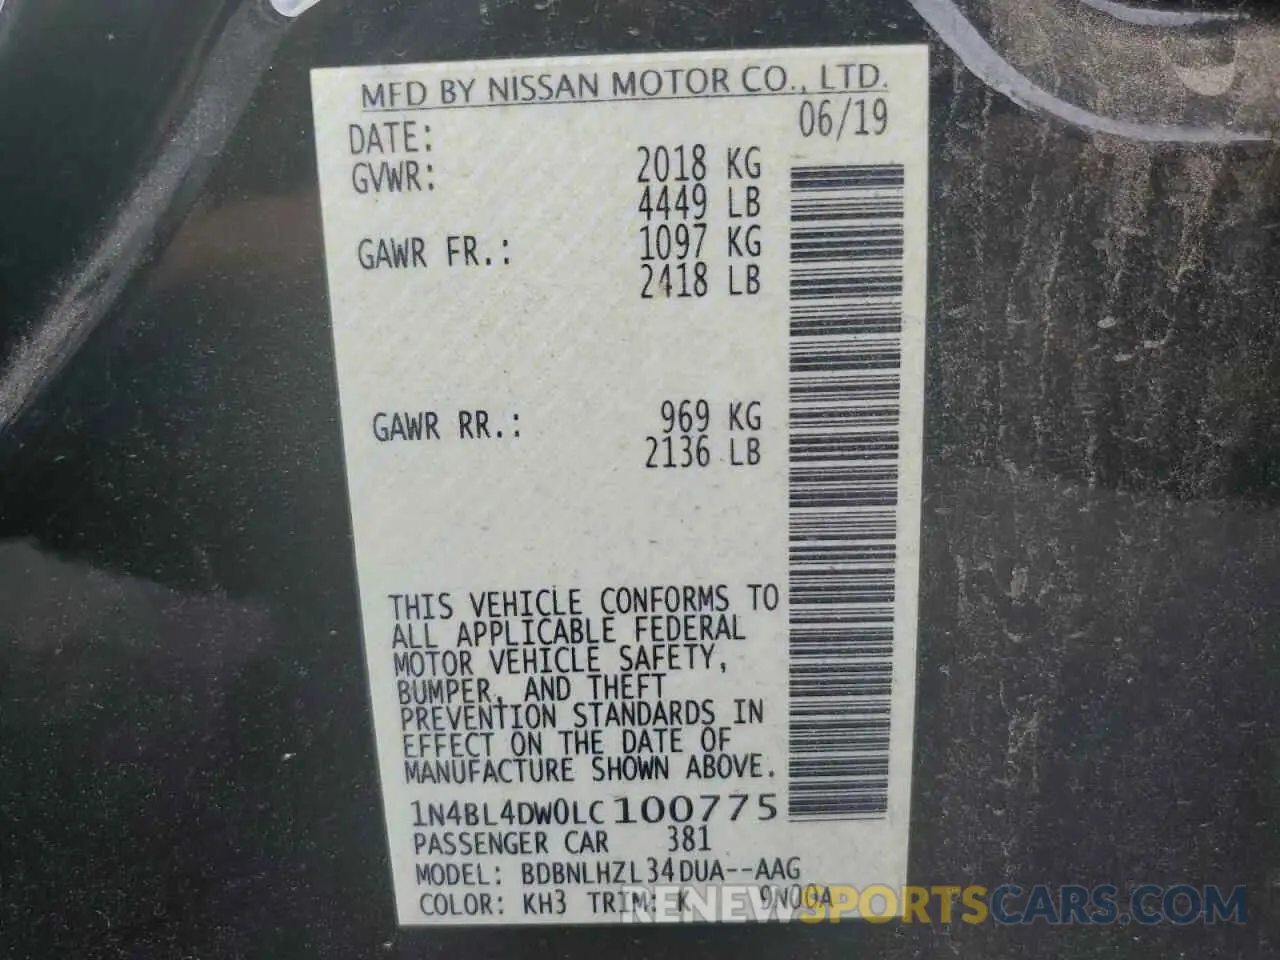 MFD BY NISSAN MOTOR CO., LTD.
DATE: 06/19
GVWR: 2018 KG
4449 LB
GAWR FR.: 1097 KG
2418 LB
GAWR RR.: 969 KG
2136 LB
THIS VEHICLE CONFORMS TO
ALL APPLICABLE FEDERAL
MOTOR VEHICLE SAFETY,
BUMPER, AND THEFT
PREVENTION STANDARDS IN
EFFECT ON THE DATE OF
MANUFACTURE SHOWN ABOVE.
1N4BL4DW0LC100775
PASSENGER CAR 381
MODEL: BDBNLHZL34DUA--AAG
COLOR: KH3 TRIM: K 9N00A
RENEWSPORTSCARS.COM